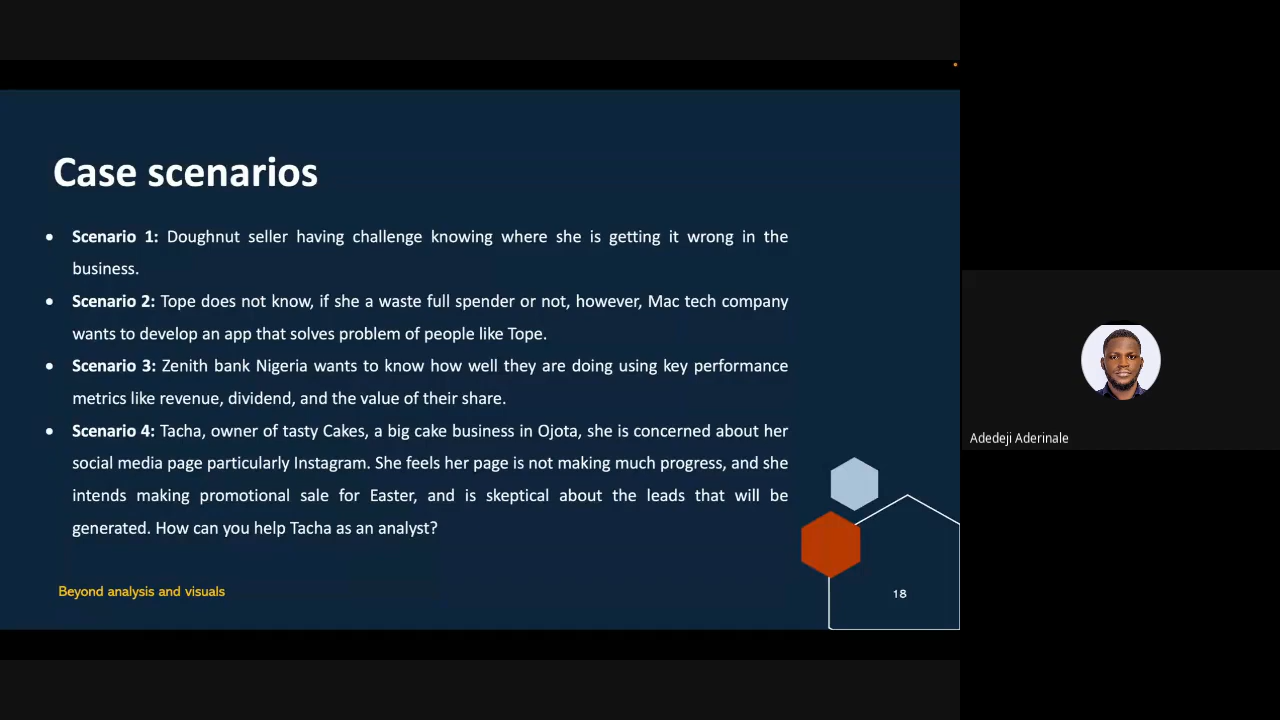 Case scenarios
• Scenario 1: Doughnut seller having challenge knowing where she is getting it wrong in the
business.
• Scenario 2: Tope does not know, if she a waste full spender or not, however, Mac tech company
wants to develop an app that solves problem of people like Tope.
• Scenario 3: Zenith bank Nigeria wants to know how well they are doing using key performance
metrics like revenue, dividend, and the value of their share.
• Scenario 4: Tacha, owner of tasty Cakes, a big cake business in Ojota, she is concerned about her
social media page particularly Instagram. She feels her page is not making much progress, and she
intends making promotional sale for Easter, and is skeptical about the leads that will be
generated. How can you help Tacha as an analyst?
Beyond analysis and visuals
18
Adedeji Aderinale